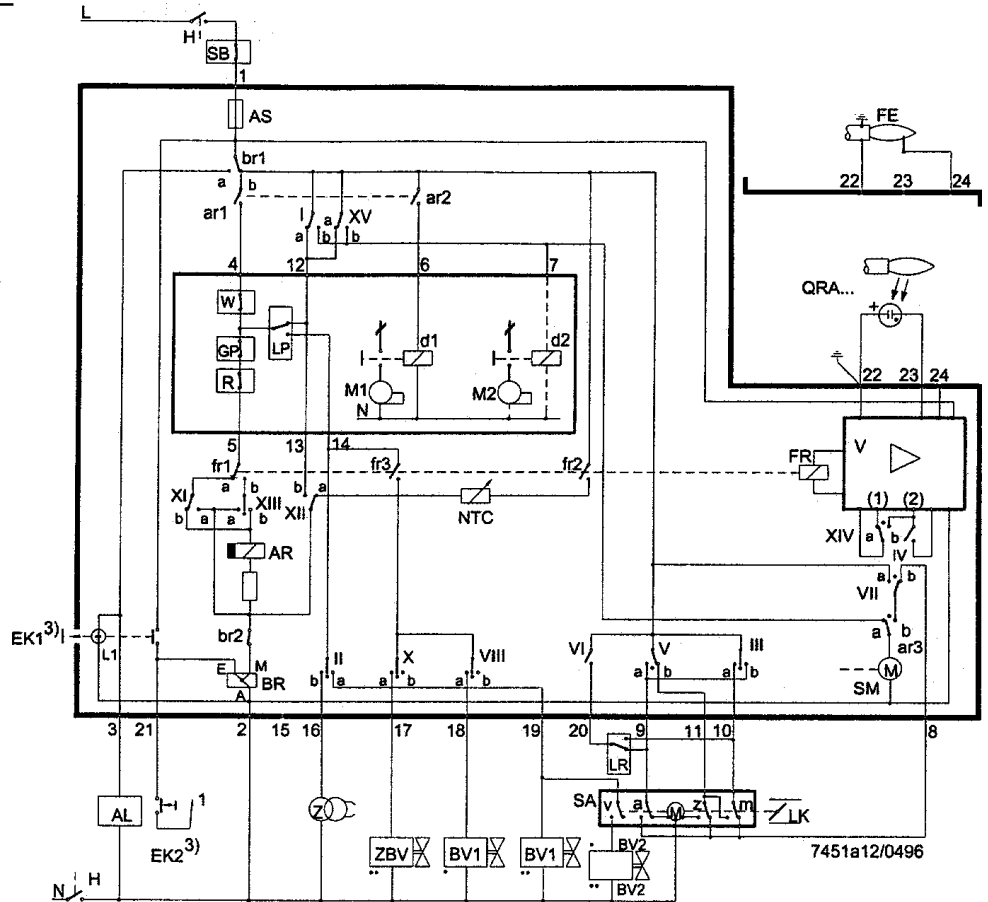 L
H
SB
1
AS
FE
br1
a b
22 23 24
ar1
ar2
I a XV
a b b
4 12 6 7
QRA...
+
W
LP
d1
d2
GP
22 23 24
R
M1
M2
N
V
5 13 14
fr1
fr3
fr2
FR
XI
b a a b
XIII
b a
XII
NTC
(1) (2)
XIV a b
IV
AR
a b
VII
EK1 3)
L1
br2
a b
ar3
E M
BR
A
II
X
VIII
VI
V
III
SM
M
b a a b a b
a b a b
3 21 2 15 16 17 18 19 20 9 11 10 8
LR
AL
1
EK2 3)
Z
SA
v a M z m
LK
ZBV
BV1
BV1
BV2
BV2
7451a12/0496
N H